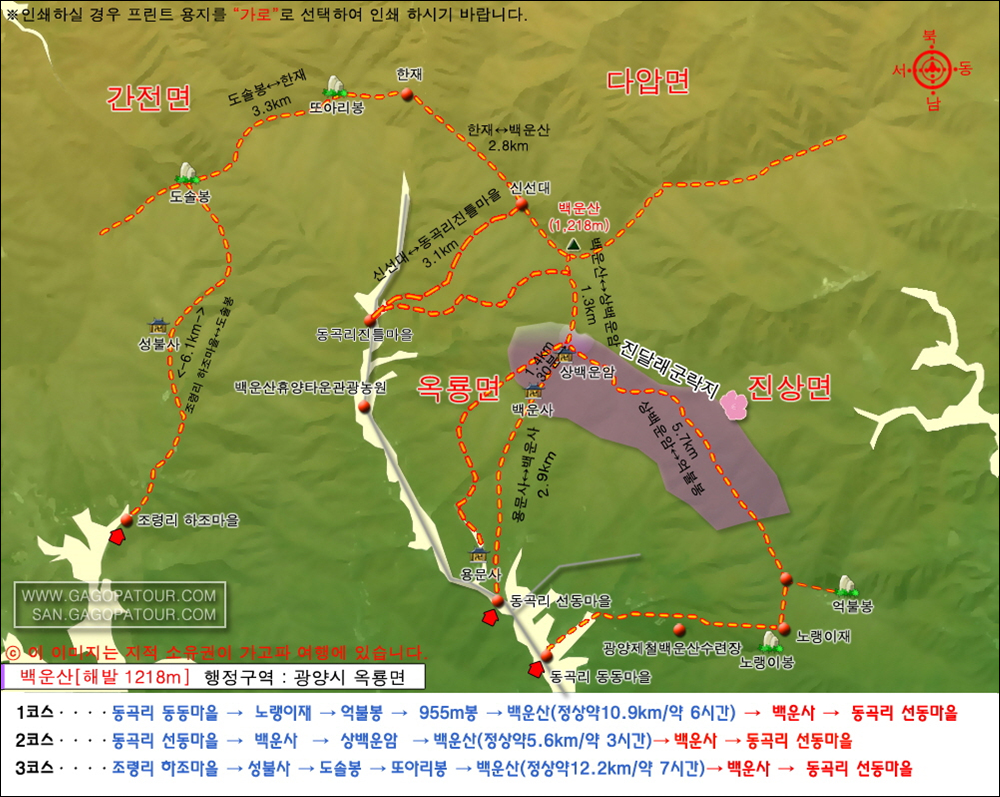 ※인쇄하실 경우 프린트 용지를 "가로"로 선택하여 인쇄 하시기 바랍니다.
북
서
동
남
간전면
다압면
도솔봉↔한재
3.3km
또아리봉
한재
한재↔백운산
2.8km
도솔봉
신선대
백운산
(1,218m)
신선대↔동곡리진틀마을
3.1km
백운산↔상백운암
1.3km
성불사
<-6.1km->
조령리 하조마을↔도솔봉
동곡리진틀마을
백운산휴양타운관광농원
옥룡면
1.4km
30분
상백운암
백운사
진달래군락지
진상면
5.7km
상백운암↔억불봉
용문사↔백운사
2.9km
조령리 하조마을
용문사
동곡리 선동마을
억불봉
노랭이재
광양제철백운산수련장
노랭이봉
동곡리 동동마을
WWW.GAGOPATOUR.COM
SAN.GAGOPATOUR.COM
ⓒ 이 이미지는 지적 소유권이 가고파 여행에 있습니다.
백운산[해발 1218m] 행정구역 : 광양시 옥룡면
1코스 · · · · 동곡리 동동마을 → 노랭이재 → 억불봉 → 955m봉 → 백운산(정상약10.9km/약 6시간) → 백운사 → 동곡리 선동마을
2코스 · · · · 동곡리 선동마을 → 백운사 → 상백운암 → 백운산(정상약5.6km/약 3시간) → 백운사 → 동곡리 선동마을
3코스 · · · · 조령리 하조마을 → 성불사 → 도솔봉 → 또아리봉 → 백운산(정상약12.2km/약 7시간) → 백운사 → 동곡리 선동마을